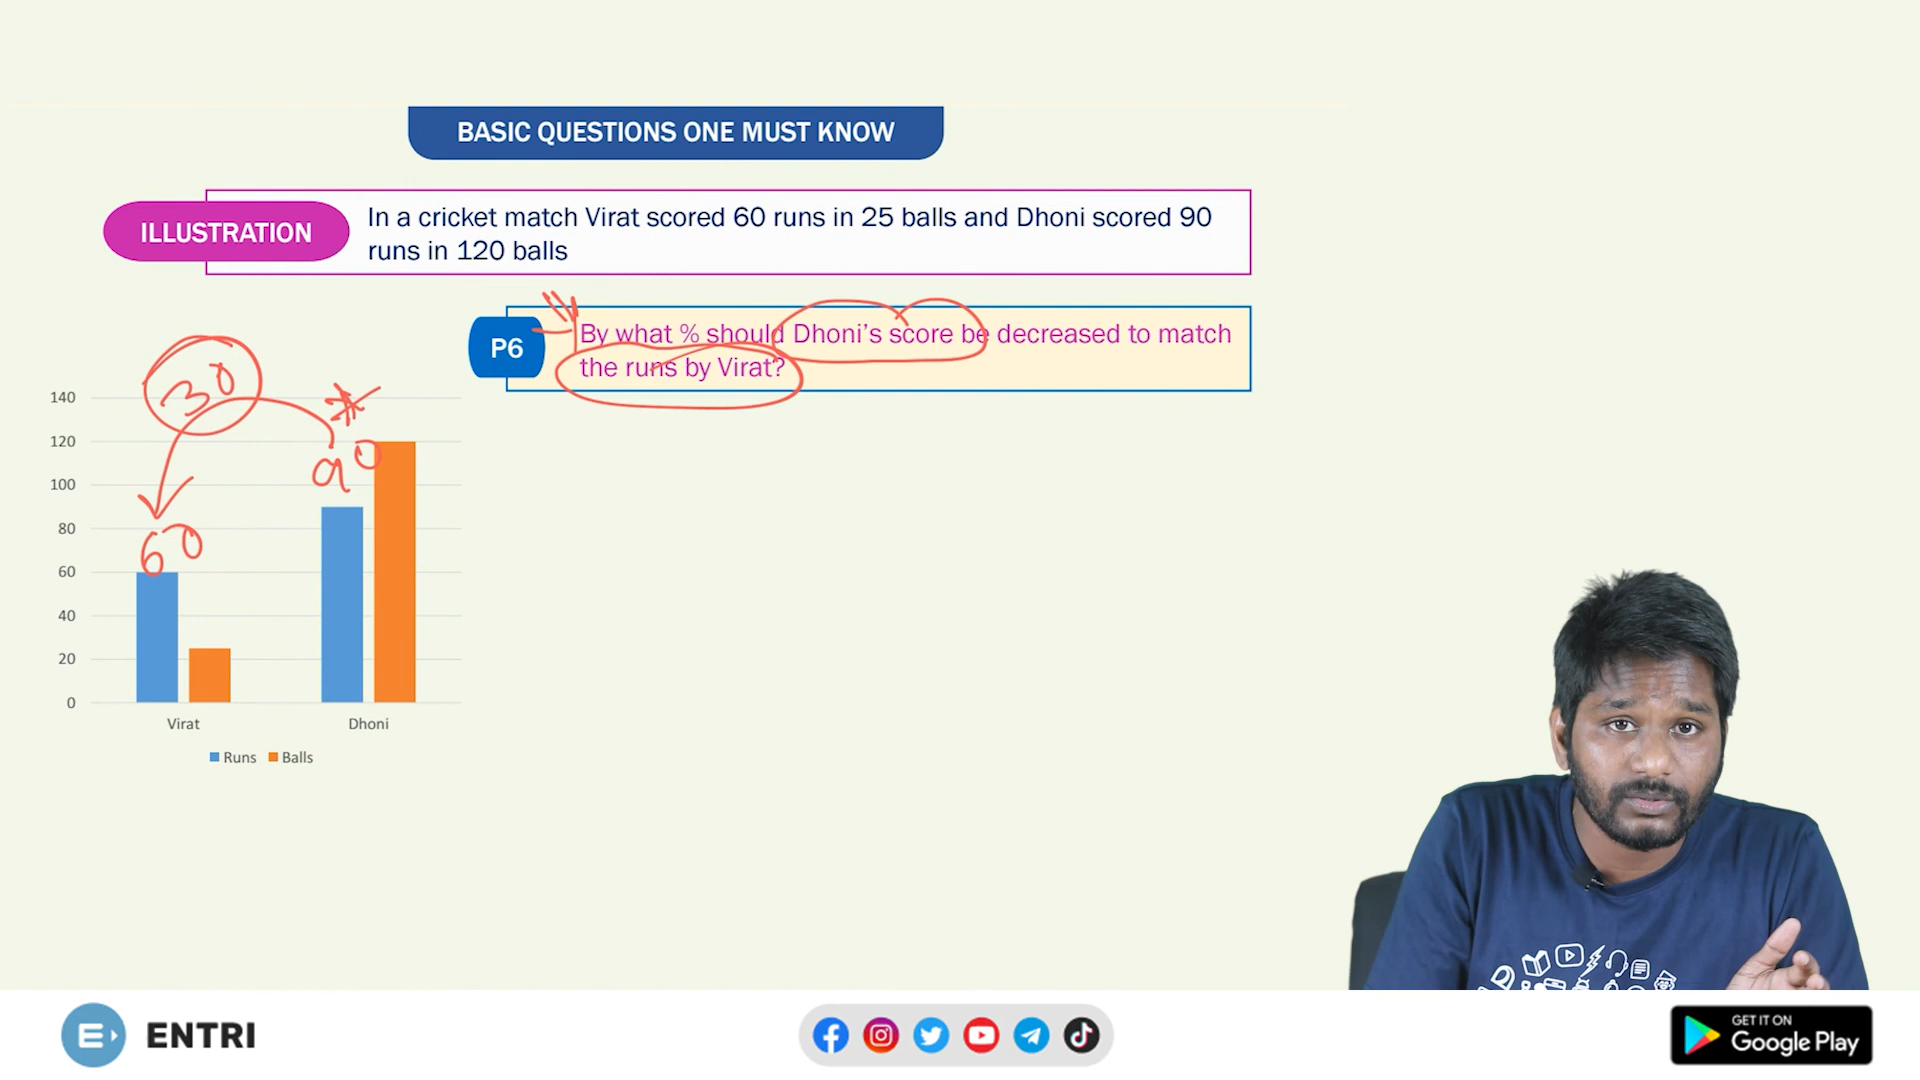 BASIC QUESTIONS ONE MUST KNOW
ILLUSTRATION
In a cricket match Virat scored 60 runs in 25 balls and Dhoni scored 90
runs in 120 balls
P6
By what % should Dhoni's score be decreased to match
the runs by Virat?
30
90
60
140
120
100
80
60
40
20
0
Virat
Dhoni
Runs
Balls
E
ENTRI
GET IT ON
Google Play